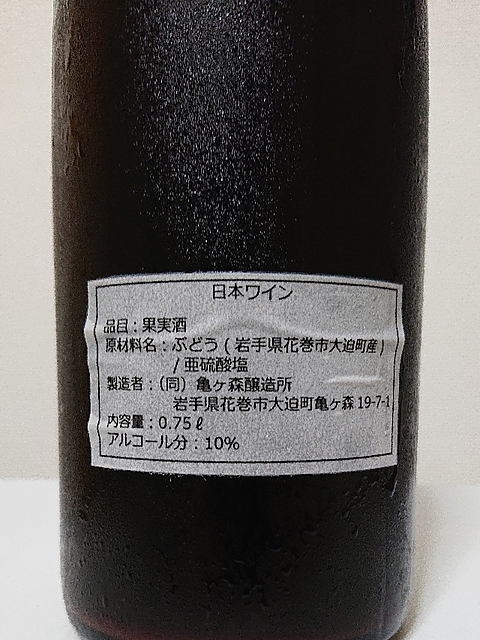 日本ワイン
品目：果実酒
原材料名：ぶどう(岩手県花巻市大迫町産)
/亜硫酸塩
製造者：(同) 亀ヶ森醸造所
岩手県花巻市大迫町亀ヶ森19-7-1
内容量：0.75ℓ
アルコール分：10%